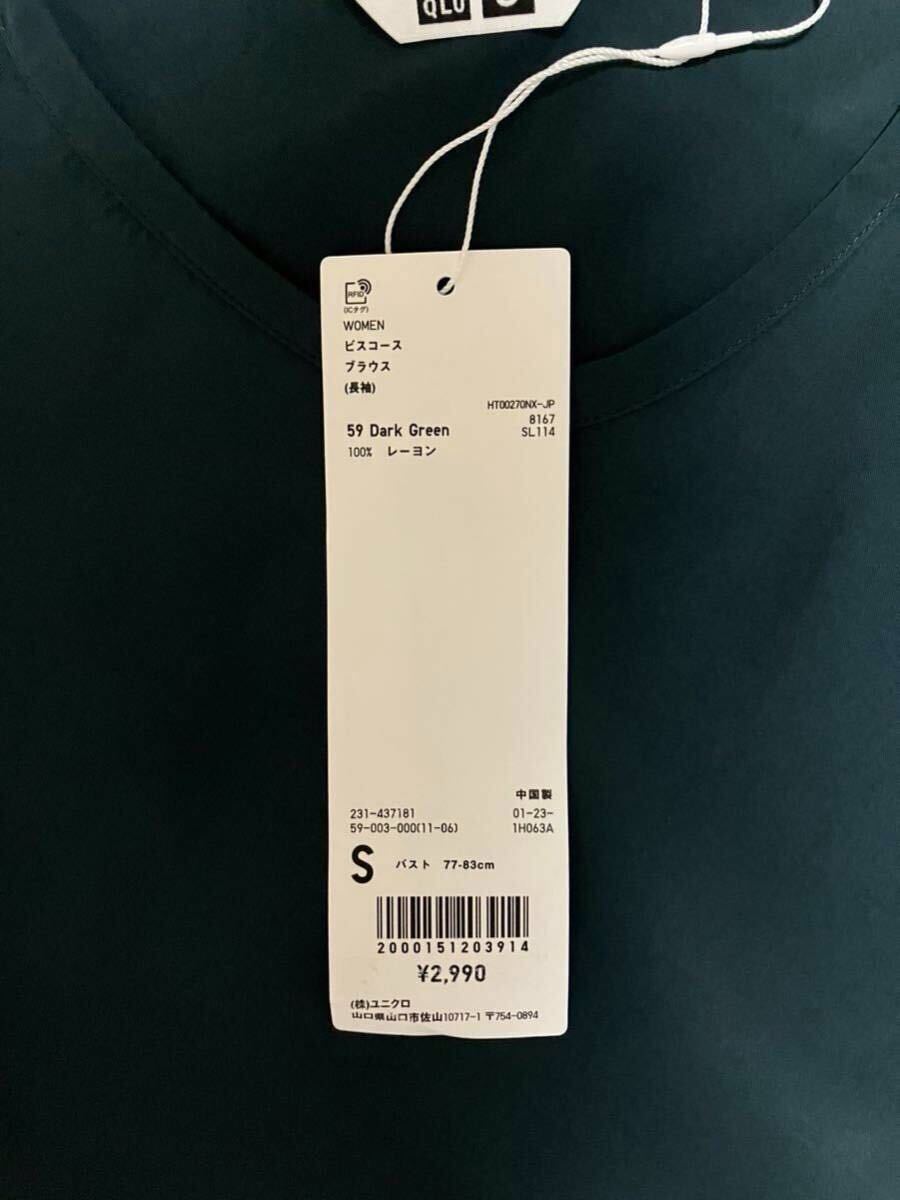 QLO
RFID
(ICタグ)
WOMEN
ビスコース
ブラウス
(長袖)
HT00270NX-JP
8167
59 Dark Green
SL114
100% レーヨン
中国製
231-437181
01-23-
59-003-000(11-06)
1H063A
S バスト 77-83cm
2000151203914
¥2,990
(株)ユニクロ
山口県山口市佐山10717-1 〒754-0894